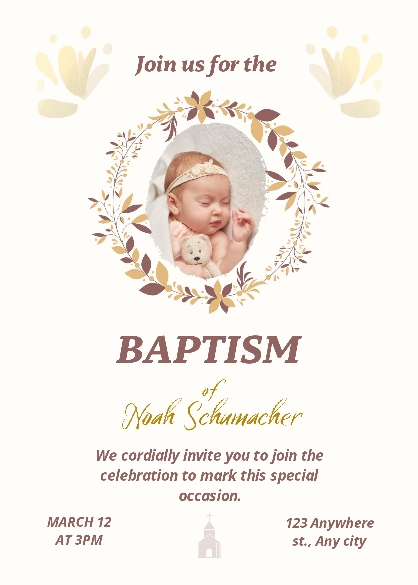 Join us for the
BAPTISM
of
Noah Schumacher
We cordially invite you to join the
celebration to mark this special
occasion.
MARCH 12
AT 3PM
123 Anywhere
st., Any city